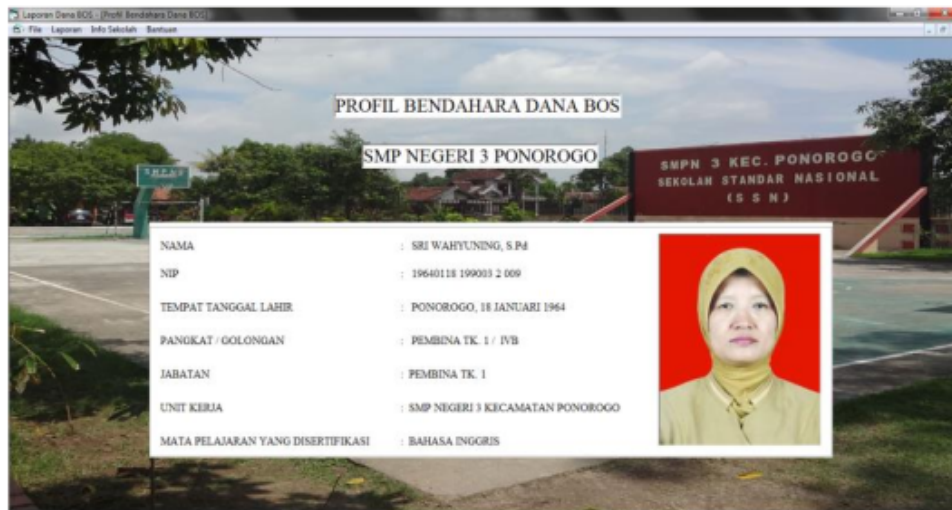 Laporan Dana BOS - [Profil Bendahara Dana BOS]
File Laporan Info Sekolah Bantuan
PROFIL BENDAHARA DANA BOS
SMP NEGERI 3 PONOROGO
SMPN 3 KEC. PONOROGO
SEKOLAH STANDAR NASIONAL
(S S N)
NAMA : SRI WAHYUNING, S.Pd
NIP : 19640118 199003 2 009
TEMPAT TANGGAL LAHIR : PONOROGO, 18 JANUARI 1964
PANGKAT / GOLONGAN : PEMBINA TK. 1 / IVB
JABATAN : PEMBINA TK. 1
UNIT KERJA : SMP NEGERI 3 KECAMATAN PONOROGO
MATA PELAJARAN YANG DISERTIFIKASI : BAHASA INGGRIS